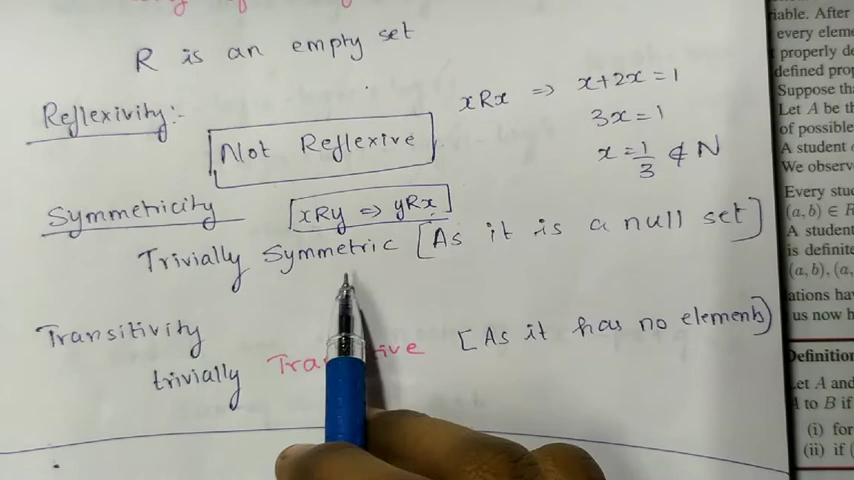 R is an empty set
Reflexivity:-
Not Reflexive
xRx => x+2x=1
3x=1
x=1/3 ∉ N
Symmetricity
xRy => yRx
Trivially Symmetric [As it is a null set]
Transitivity
trivially [As it has no elements]
riable. After
every eleme
properly de
defined prop
Suppose tha
Let A be th
of possible
A student
We observ
Every stud
(a, b) ∈ R
A student
is definite
(a, b), (a,
ations hav
us now h
Definition
Let A and
A to B if
(i) for
(ii) if (